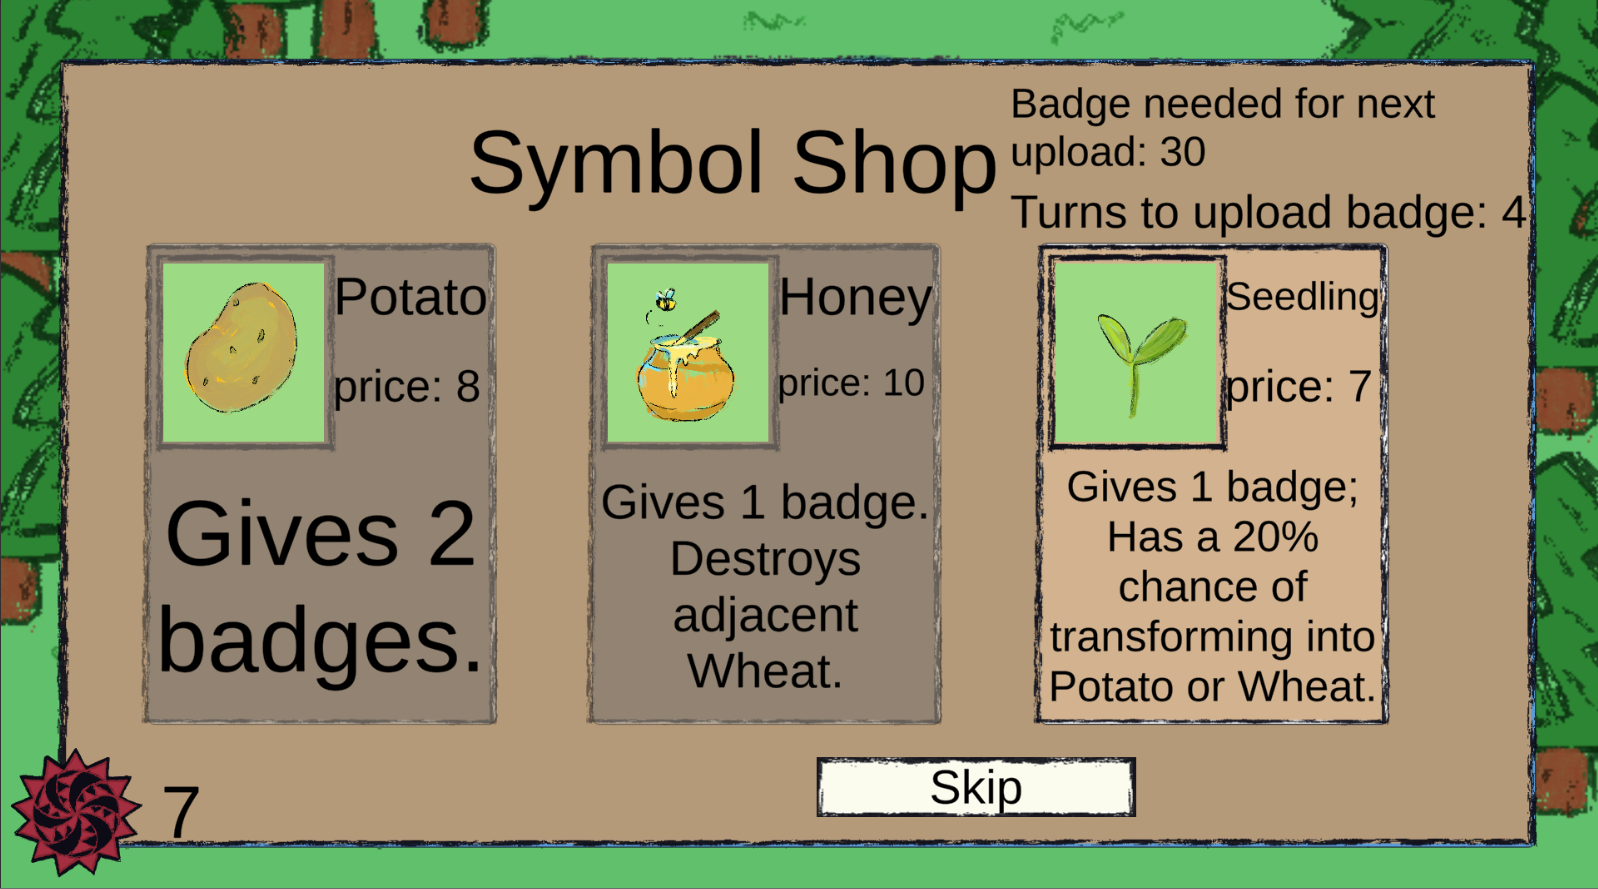 Badge needed for next
upload: 30
Symbol Shop
Turns to upload badge: 4
Potato
price: 8
Gives 2
badges.
Honey
price: 10
Gives 1 badge.
Destroys
adjacent
Wheat.
Seedling
price: 7
Gives 1 badge;
Has a 20%
chance of
transforming into
Potato or Wheat.
Skip
7